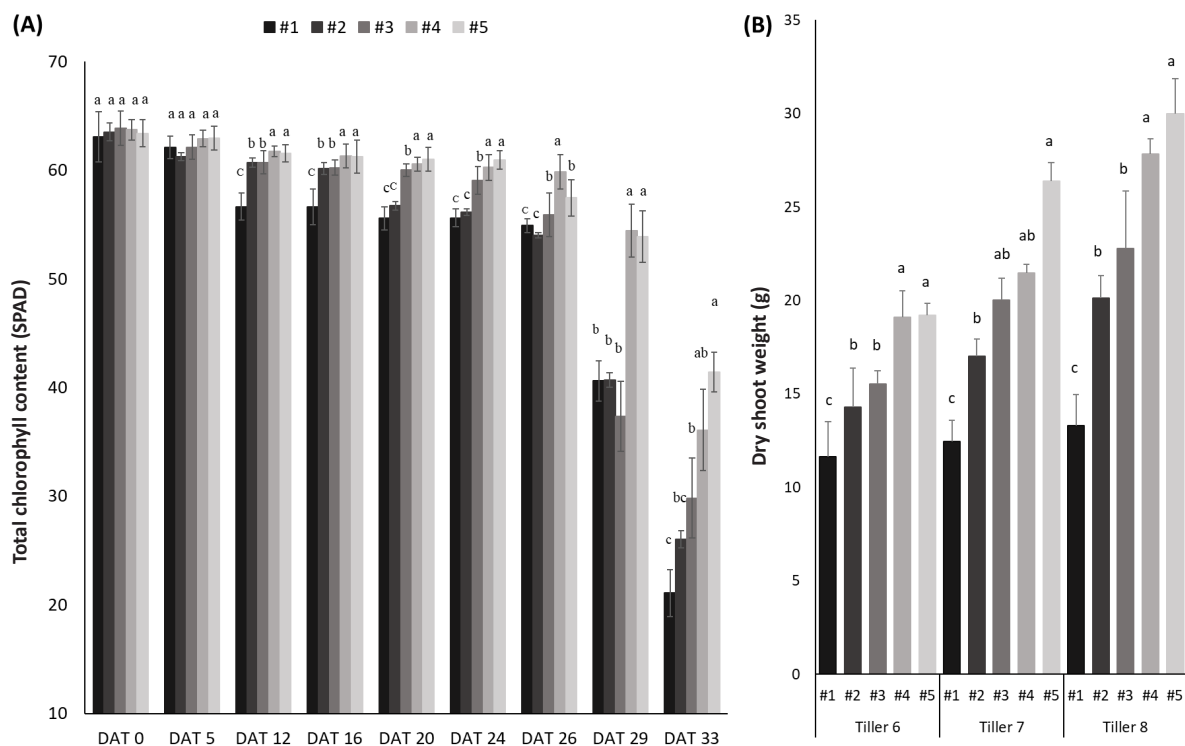 (A)
#1 #2 #3 #4 #5
Total chlorophyll content (SPAD)
70
60
50
40
30
20
10
a a a a a
a a a a a
c b b a a
c b b a a
c c b a a
c c b a a
c c b a b
b b b a a
c bc b ab a
DAT 0 DAT 5 DAT 12 DAT 16 DAT 20 DAT 24 DAT 26 DAT 29 DAT 33
(B)
Dry shoot weight (g)
35
30
25
20
15
10
5
0
c b b a a
c b ab ab a
c b b a a
#1 #2 #3 #4 #5 #1 #2 #3 #4 #5 #1 #2 #3 #4 #5
Tiller 6 Tiller 7 Tiller 8